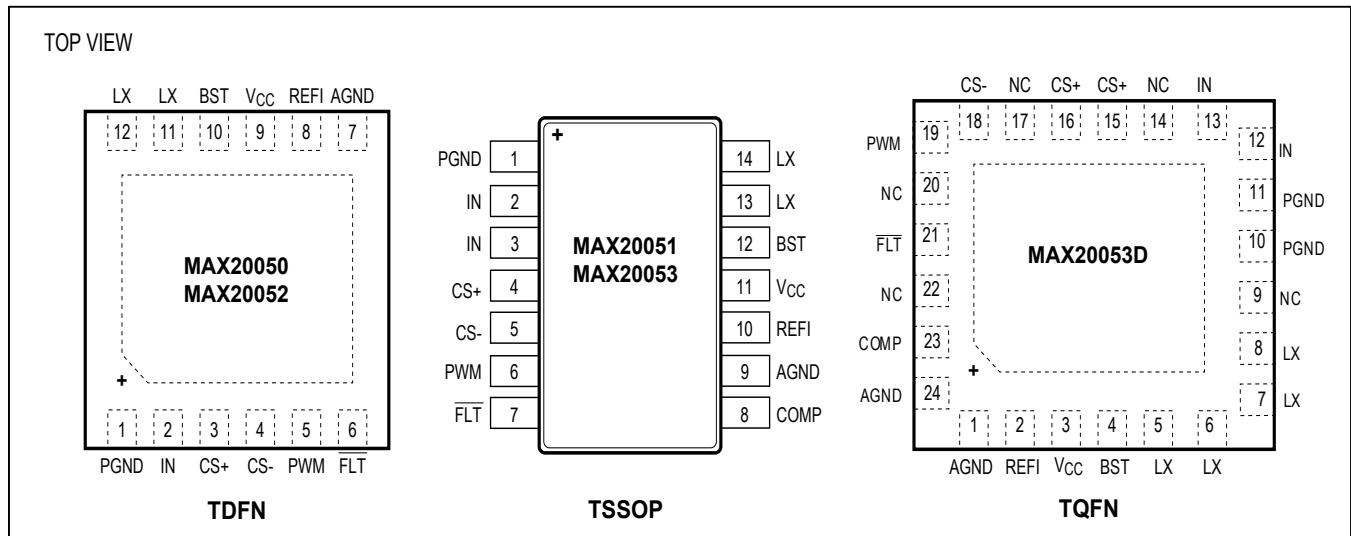 TOP VIEW
LX LX BST VCC REFI AGND
12 11 10 9 8 7
MAX20050
MAX20052
+
1 2 3 4 5 6
PGND IN CS+ CS- PWM FLT
TDFN
+
PGND 1 14 LX
IN 2 13 LX
IN 3 12 BST
MAX20051
MAX20053
CS+ 4 11 VCC
CS- 5 10 REFI
PWM 6 9 AGND
FLT 7 8 COMP
TSSOP
CS- NC CS+ CS+ NC IN
18 17 16 15 14 13
PWM 19 12 IN
NC 20 11 PGND
FLT 21 10 PGND
MAX20053D
NC 22 9 NC
COMP 23 8 LX
+
AGND 24 7 LX
1 2 3 4 5 6
AGND REFI VCC BST LX LX
TQFN